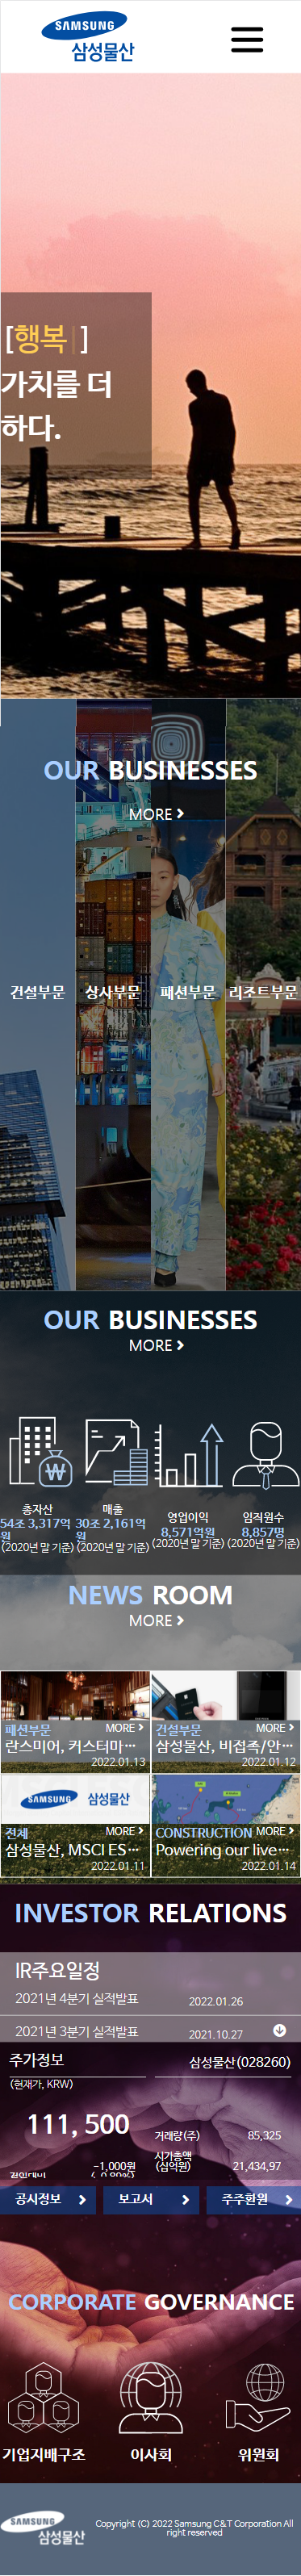 SAMSUNG
삼성물산
[행복|]
가치를 더
하다.
OUR BUSINESSES
MORE
건설부문 상사부문 패션부문 리조트부문
OUR BUSINESSES
MORE
총자산 매출 영업이익 임직원수
54조 3,317억원 30조 2,161억원 8,571억원 8,857명
(2020년 말 기준) (2020년 말 기준) (2020년 말 기준) (2020년 말 기준)
NEWS ROOM
MORE
패션부문 MORE
란스미어, 커스터마…
2022.01.13
건설부문 MORE
삼성물산, 비접촉/안…
2022.01.12
SAMSUNG 삼성물산
전체 MORE
삼성물산, MSCI ES…
2022.01.11
CONSTRUCTION MORE
Powering our live…
2022.01.14
INVESTOR RELATIONS
IR주요일정
2021년 4분기 실적발표 2022.01.26
2021년 3분기 실적발표 2021.10.27
주가정보 삼성물산(028260)
(현재가, KRW)
111, 500
거래량(주) 85,325
시가총액
(십억원) 21,434,97
전일대비 -1,000원
공시정보 보고서 주주환원
CORPORATE GOVERNANCE
기업지배구조 이사회 위원회
SAMSUNG
삼성물산
Copyright (C) 2022 Samsung C&T Corporation All
right reserved